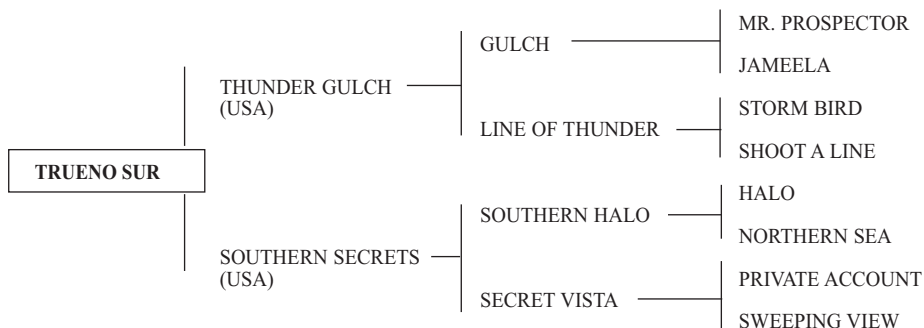 MR. PROSPECTOR
GULCH
JAMEELA
THUNDER GULCH
(USA)
STORM BIRD
LINE OF THUNDER
SHOOT A LINE
TRUENO SUR
HALO
SOUTHERN HALO
NORTHERN SEA
SOUTHERN SECRETS
(USA)
PRIVATE ACCOUNT
SECRET VISTA
SWEEPING VIEW